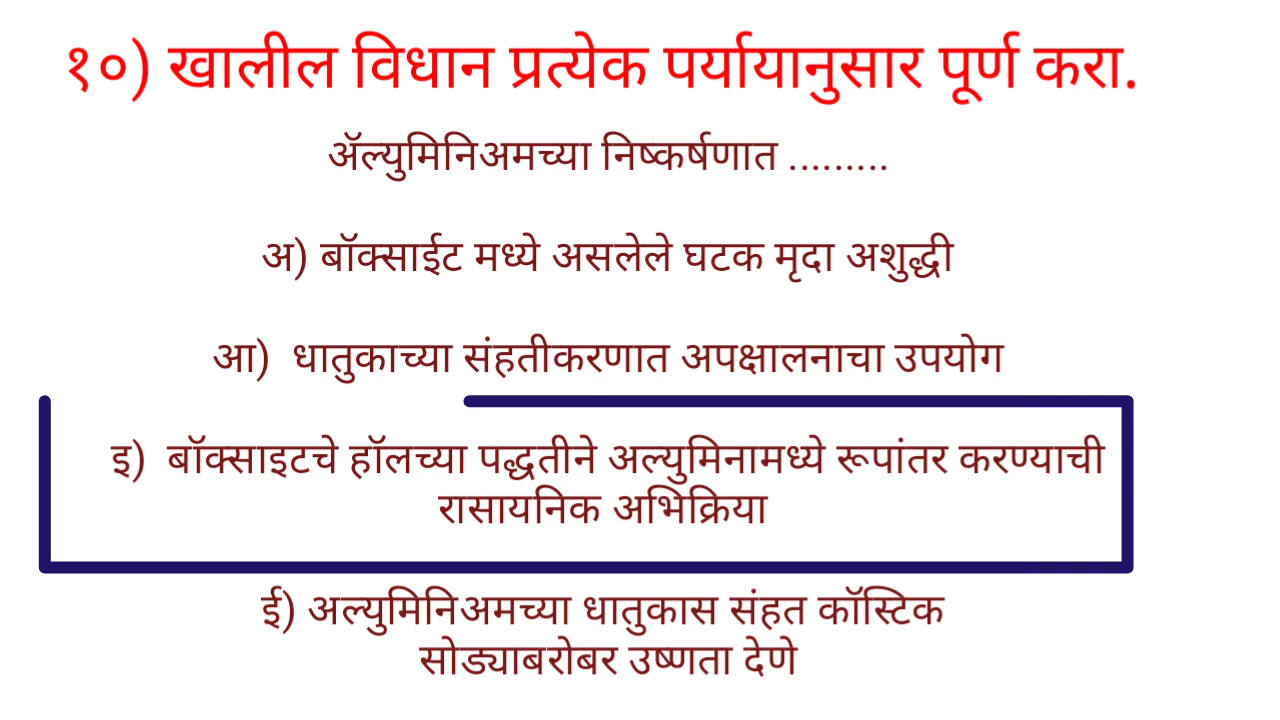 १०) खालील विधान प्रत्येक पर्यायानुसार पूर्ण करा.
ॲल्युमिनिअमच्या निष्कर्षणात .........
अ) बॉक्साईट मध्ये असलेले घटक मृदा अशुद्धी
आ) धातुकाच्या संहतीकरणात अपक्षालनाचा उपयोग
इ) बॉक्साइटचे हॉलच्या पद्धतीने अल्युमिनामध्ये रूपांतर करण्याची
रासायनिक अभिक्रिया
ई) अल्युमिनिअमच्या धातुकास संहत कॉस्टिक
सोड्याबरोबर उष्णता देणे